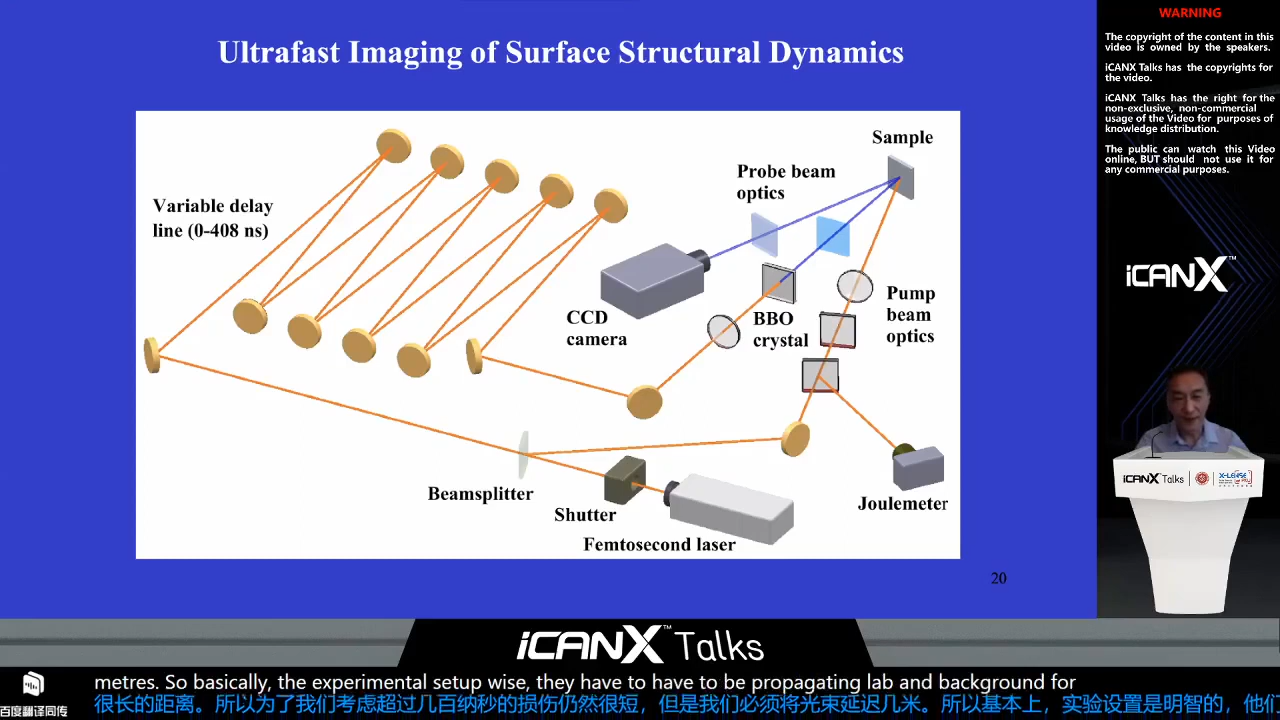 Ultrafast Imaging of Surface Structural Dynamics
Variable delay
line (0-408 ns)
Probe beam
optics
Sample
CCD
camera
BBO
crystal
Pump
beam
optics
Beamsplitter
Shutter
Femtosecond laser
Joulemeter
20
WARNING
The copyright of the content in this
video is owned by the speakers.
iCANX Talks has the copyrights for
the video.
iCANX Talks has the right for the
non-exclusive, non-commercial
usage of the Video for purposes of
knowledge distribution.
The public can watch this Video
online, BUT should not use it for
any commercial purposes.
iCANX™
iCANX Talks
iCANX™ Talks
metres. So basically, the experimental setup wise, they have to have to be propagating lab and background for
很长的距离。所以为了我们考虑超过几百纳秒的损伤仍然很短，但是我们必须将光束延迟几米。所以基本上，实验设置是明智的，他们
百度翻译同传